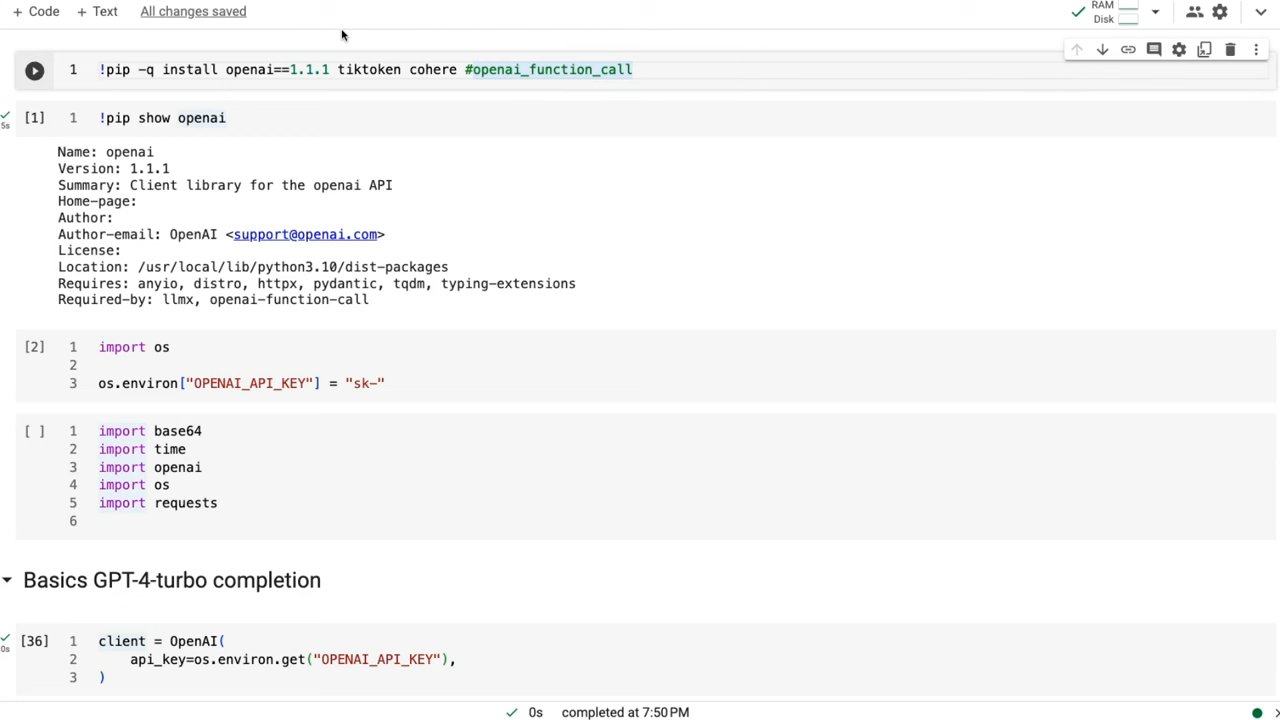 + Code + Text All changes saved RAM
Disk
1 !pip -q install openai==1.1.1 tiktoken cohere #openai_function_call
[1] 1 !pip show openai
5s
Name: openai
Version: 1.1.1
Summary: Client library for the openai API
Home-page:
Author:
Author-email: OpenAI <support@openai.com>
License:
Location: /usr/local/lib/python3.10/dist-packages
Requires: anyio, distro, httpx, pydantic, tqdm, typing-extensions
Required-by: llmx, openai-function-call
[2] 1 import os
2
3 os.environ["OPENAI_API_KEY"] = "sk-"
[ ] 1 import base64
2 import time
3 import openai
4 import os
5 import requests
6
Basics GPT-4-turbo completion
[36] 1 client = OpenAI(
0s 2 api_key=os.environ.get("OPENAI_API_KEY"),
3 )
0s completed at 7:50 PM